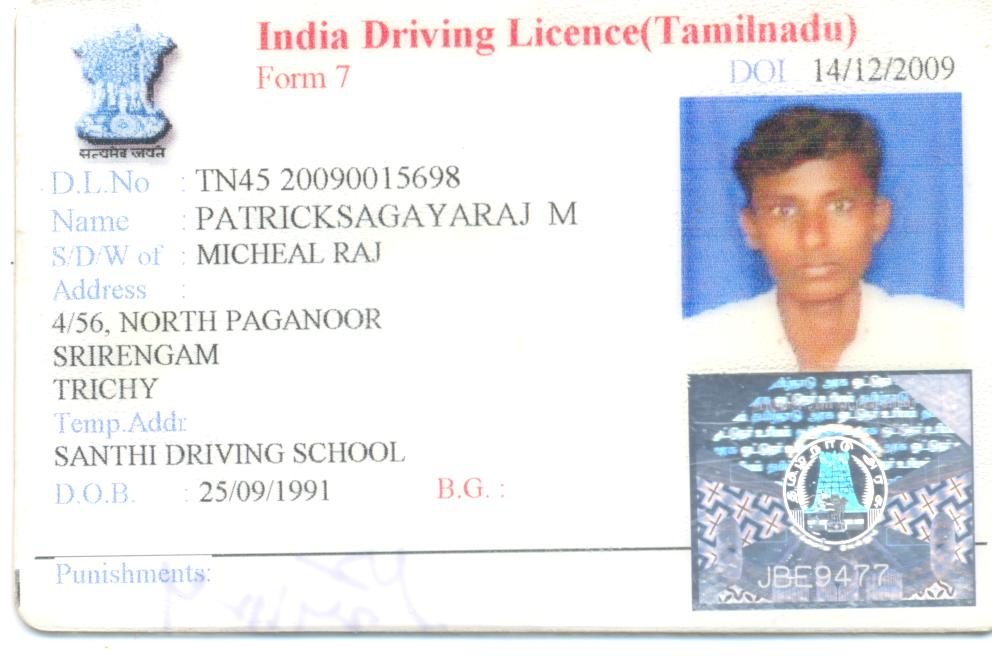 India Driving Licence(Tamilnadu)
Form 7
DOI 14/12/2009
सत्यमेव जयते
D.L.No : TN45 20090015698
Name : PATRICKSAGAYARAJ M
S/D/W of : MICHEAL RAJ
Address :
4/56, NORTH PAGANOOR
SRIRENGAM
TRICHY
Temp.Addr
SANTHI DRIVING SCHOOL
D.O.B. : 25/09/1991 B.G. :
Punishments:
JBE9477